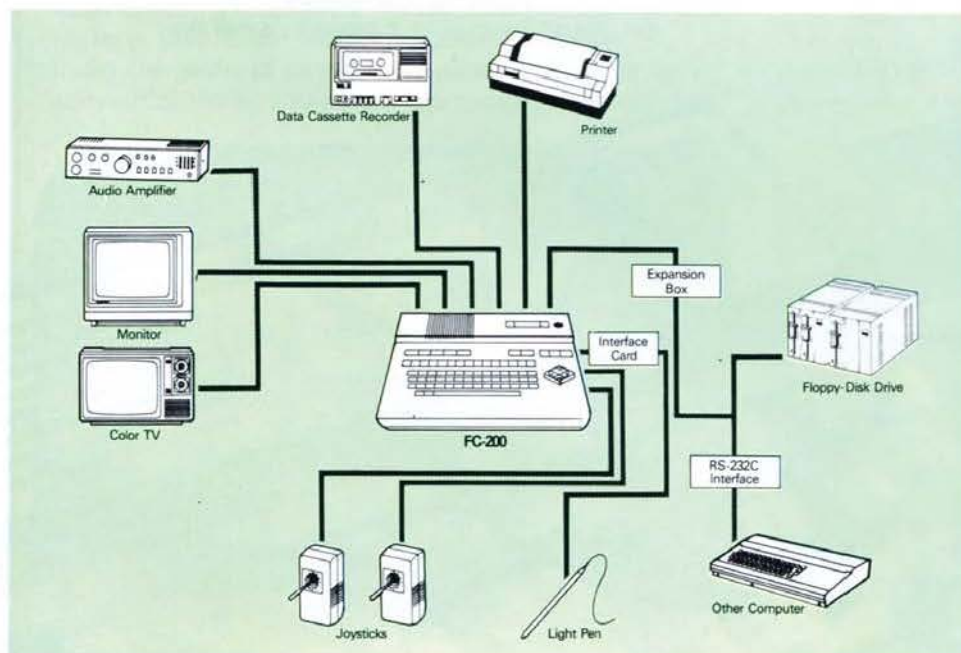 Data Cassette Recorder
Printer
Audio Amplifier
Expansion
Box
Monitor
Interface
Card
Floppy-Disk Drive
Color TV
FC-200
RS-232C
Interface
Joysticks
Light Pen
Other Computer